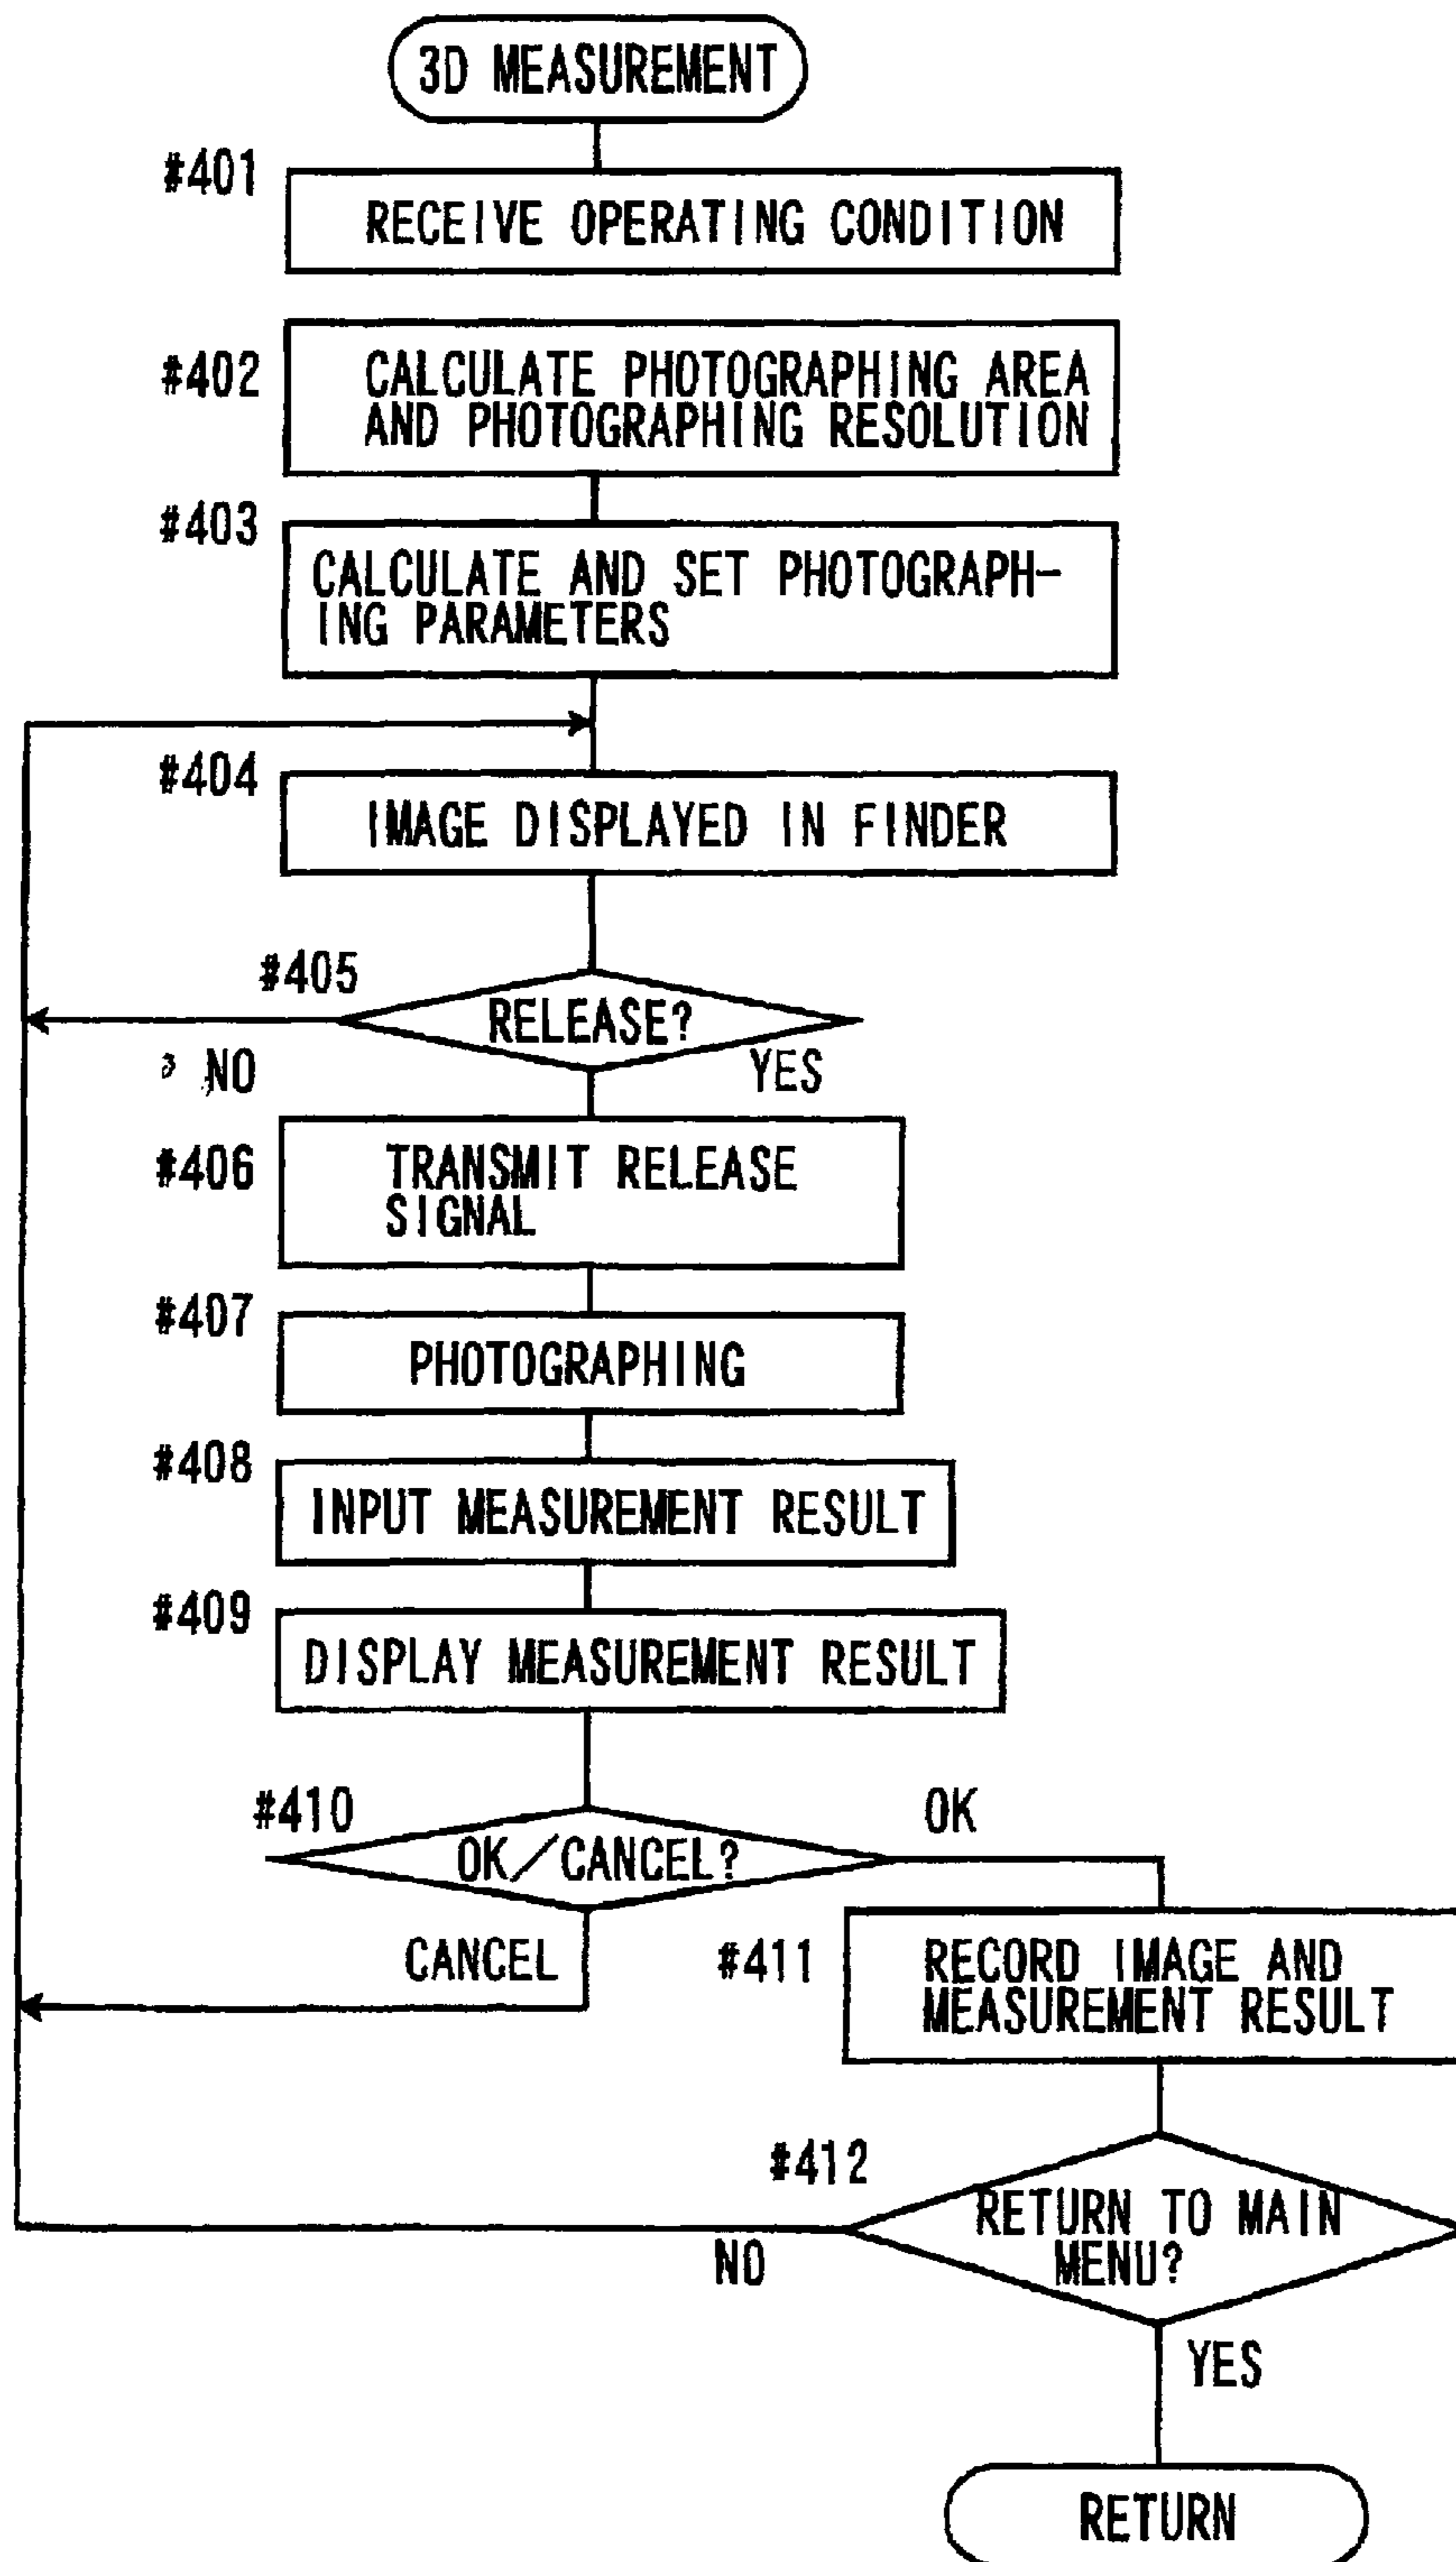 3D MEASUREMENT
#401
RECEIVE OPERATING CONDITION
#402
CALCULATE PHOTOGRAPHING AREA
AND PHOTOGRAPHING RESOLUTION
#403
CALCULATE AND SET PHOTOGRAPH-
ING PARAMETERS
#404
IMAGE DISPLAYED IN FINDER
#405
RELEASE?
NO
YES
#406
TRANSMIT RELEASE
SIGNAL
#407
PHOTOGRAPHING
#408
INPUT MEASUREMENT RESULT
#409
DISPLAY MEASUREMENT RESULT
#410
OK/CANCEL?
OK
CANCEL
#411
RECORD IMAGE AND
MEASUREMENT RESULT
#412
RETURN TO MAIN
MENU?
NO
YES
RETURN